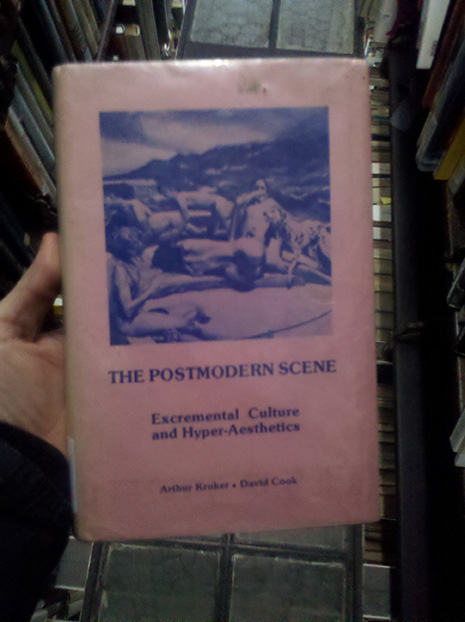 THE POSTMODERN SCENE
Excremental Culture
and Hyper-Aesthetics
Arthur Kroker • David Cook